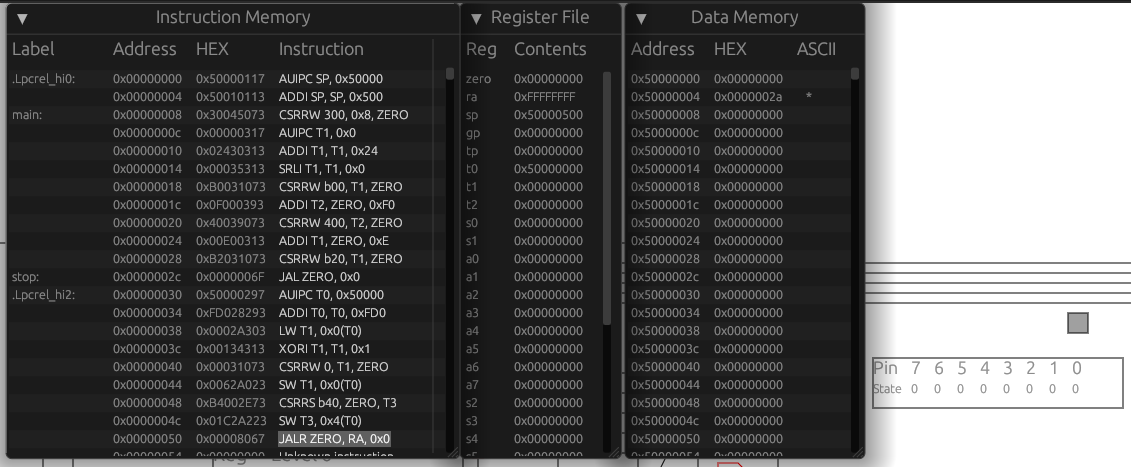 ▼ Instruction Memory ▼ Register File ▼ Data Memory
Label Address HEX Instruction Reg Contents Address HEX ASCII
.Lpcrel_hi0: 0x00000000 0x50000117 AUIPC SP, 0x50000 zero 0x00000000 0x50000000 0x00000000
0x00000004 0x50010113 ADDI SP, SP, 0x500 ra 0xFFFFFFFF 0x50000004 0x0000002a *
main: 0x00000008 0x30045073 CSRRW 300, 0x8, ZERO sp 0x50000500 0x50000008 0x00000000
0x0000000c 0x00000317 AUIPC T1, 0x0 gp 0x00000000 0x5000000c 0x00000000
0x00000010 0x02430313 ADDI T1, T1, 0x24 tp 0x00000000 0x50000010 0x00000000
0x00000014 0x00035313 SRLI T1, T1, 0x0 t0 0x50000000 0x50000014 0x00000000
0x00000018 0xB0031073 CSRRW b00, T1, ZERO t1 0x00000000 0x50000018 0x00000000
0x0000001c 0x0F000393 ADDI T2, ZERO, 0xF0 t2 0x00000000 0x5000001c 0x00000000
0x00000020 0x40039073 CSRRW 400, T2, ZERO s0 0x00000000 0x50000020 0x00000000
0x00000024 0x00E00313 ADDI T1, ZERO, 0xE s1 0x00000000 0x50000024 0x00000000
0x00000028 0xB2031073 CSRRW b20, T1, ZERO a0 0x00000000 0x50000028 0x00000000
stop: 0x0000002c 0x0000006F JAL ZERO, 0x0 a1 0x00000000 0x5000002c 0x00000000
.Lpcrel_hi2: 0x00000030 0x50000297 AUIPC T0, 0x50000 a2 0x00000000 0x50000030 0x00000000
0x00000034 0xFD028293 ADDI T0, T0, 0xFD0 a3 0x00000000 0x50000034 0x00000000
0x00000038 0x0002A303 LW T1, 0x0(T0) a4 0x00000000 0x50000038 0x00000000
0x0000003c 0x00134313 XORI T1, T1, 0x1 a5 0x00000000 0x5000003c 0x00000000
0x00000040 0x00031073 CSRRW 0, T1, ZERO a6 0x00000000 0x50000040 0x00000000
0x00000044 0x0062A023 SW T1, 0x0(T0) a7 0x00000000 0x50000044 0x00000000
0x00000048 0xB4002E73 CSRRS b40, ZERO, T3 s2 0x00000000 0x50000048 0x00000000
0x0000004c 0x01C2A223 SW T3, 0x4(T0) s3 0x00000000 0x5000004c 0x00000000
0x00000050 0x00008067 JALR ZERO, RA, 0x0 s4 0x00000000 0x50000050 0x00000000
Pin 7 6 5 4 3 2 1 0
State 0 0 0 0 0 0 0 0